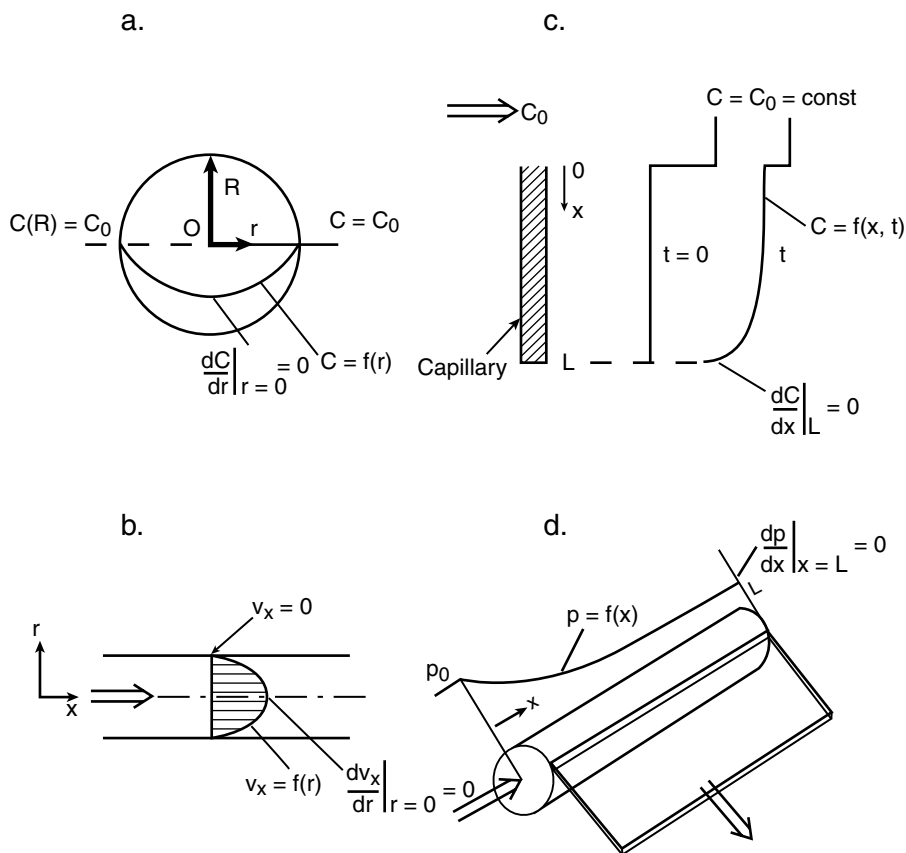 a.
R
C(R) = C₀
O
r
C = C₀
dC/dr|r = 0 = 0
C = f(r)
c.
C₀
C = C₀ = const
0
x
C = f(x, t)
t = 0
t
Capillary
L
dC/dx|L = 0
b.
vₓ = 0
r
x
vₓ = f(r)
dvₓ/dr|r = 0 = 0
d.
dp/dx|x = L = 0
L
p = f(x)
p₀
x